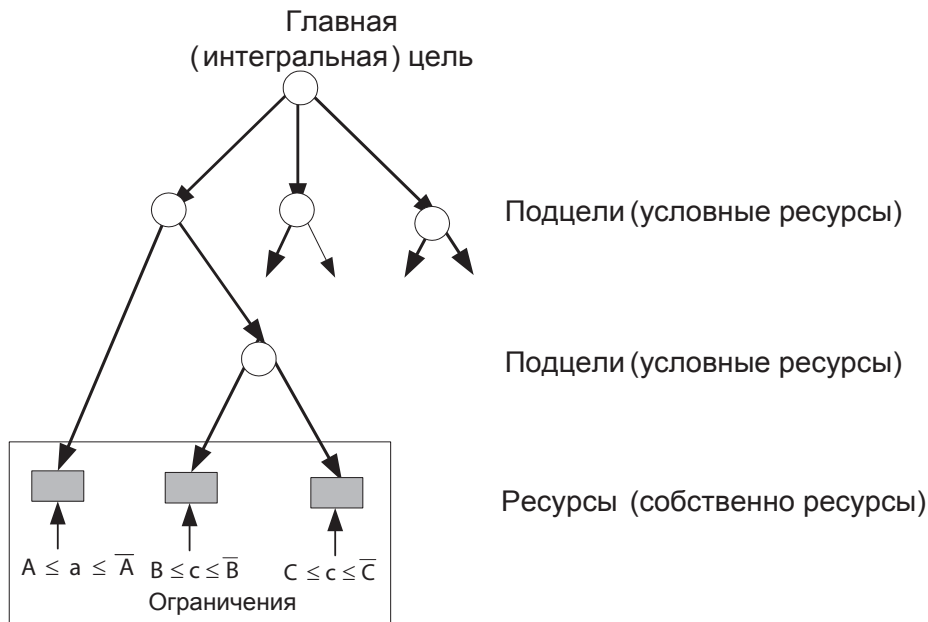 Главная
(интегральная) цель
Подцели (условные ресурсы)
Подцели (условные ресурсы)
Ресурсы (собственно ресурсы)
A ≤ a ≤ A̅ B ≤ c ≤ B̅ C ≤ c ≤ C̅
Ограничения